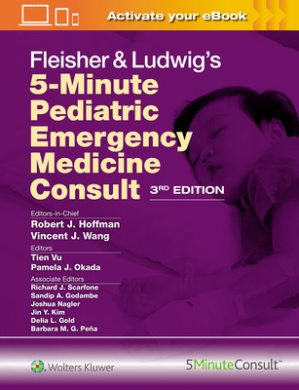 Activate your eBook
Fleisher & Ludwig's
5-Minute
Pediatric
Emergency
Medicine
Consult 3RD EDITION
Editors-in-Chief
Robert J. Hoffman
Vincent J. Wang
Editors
Tien Vu
Pamela J. Okada
Associate Editors
Richard J. Scarfone
Sandip A. Godambe
Joshua Nagler
Jin Y. Kim
Delia L. Gold
Barbara M. G. Peña
Wolters Kluwer
5MinuteConsult™